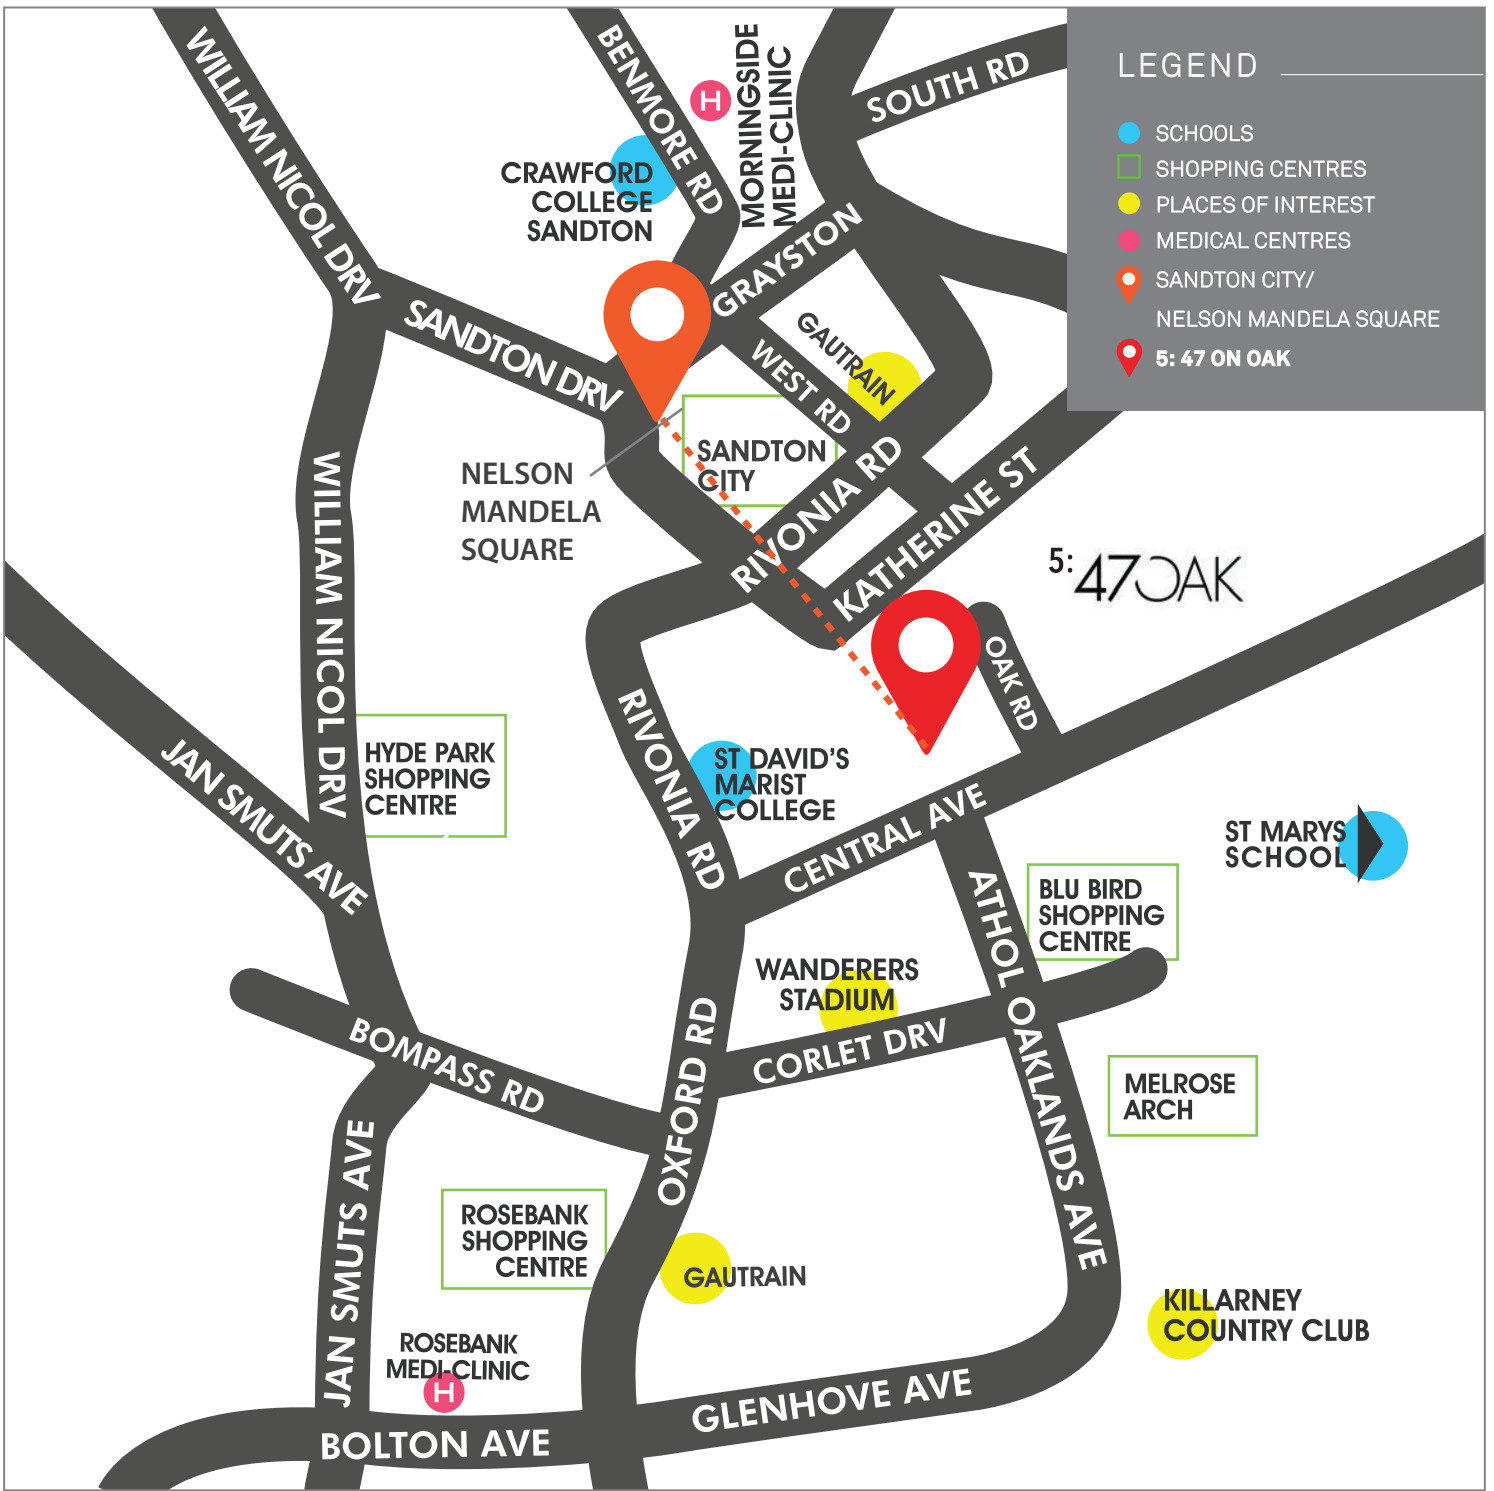 WILLIAM NICOL DRV
BENMORE RD
MORNINGSIDE
MEDI-CLINIC
H
SOUTH RD
LEGEND
SCHOOLS
SHOPPING CENTRES
PLACES OF INTEREST
MEDICAL CENTRES
SANDTON CITY/
NELSON MANDELA SQUARE
5: 47 ON OAK
CRAWFORD
COLLEGE
SANDTON
GRAYSTON
SANDTON DRV
GAUTRAIN
WEST RD
SANDTON
CITY
NELSON
MANDELA
SQUARE
RIVONIA RD
KATHERINE ST
5: 47OAK
OAK RD
WILLIAM NICOL DRV
JAN SMUTS AVE
HYDE PARK
SHOPPING
CENTRE
RIVONIA RD
ST DAVID'S
MARIST
COLLEGE
CENTRAL AVE
ST MARYS
SCHOOL
BLU BIRD
SHOPPING
CENTRE
ATHOL OAKLANDS AVE
WANDERERS
STADIUM
CORLET DRV
BOMPASS RD
OXFORD RD
MELROSE
ARCH
JAN SMUTS AVE
ROSEBANK
SHOPPING
CENTRE
GAUTRAIN
KILLARNEY
COUNTRY CLUB
ROSEBANK
MEDI-CLINIC
H
GLENHOVE AVE
BOLTON AVE